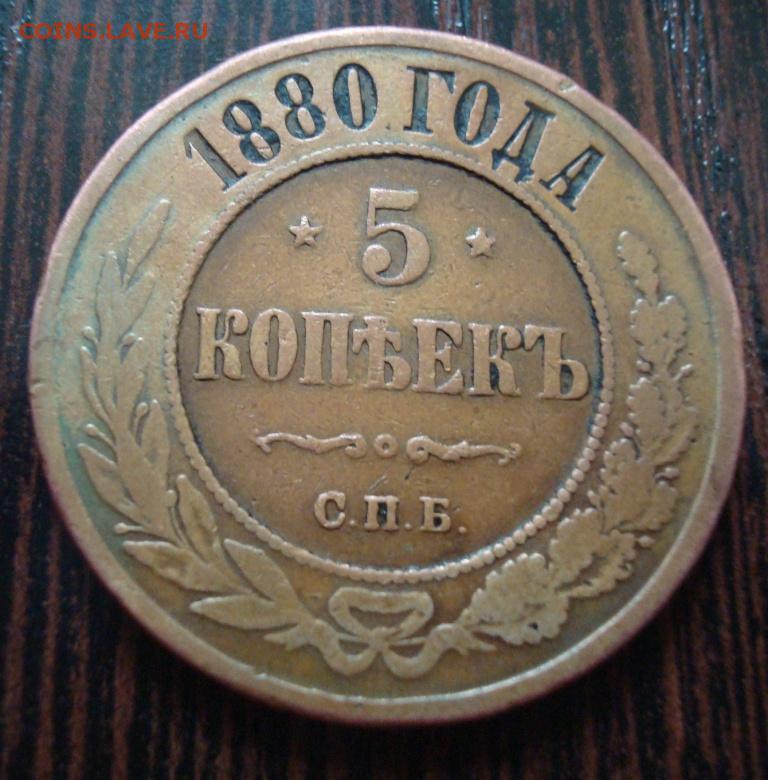 COINS.LAVE.RU
1880 ГОДА
5
КОПѢЕКЪ
С.П.Б.